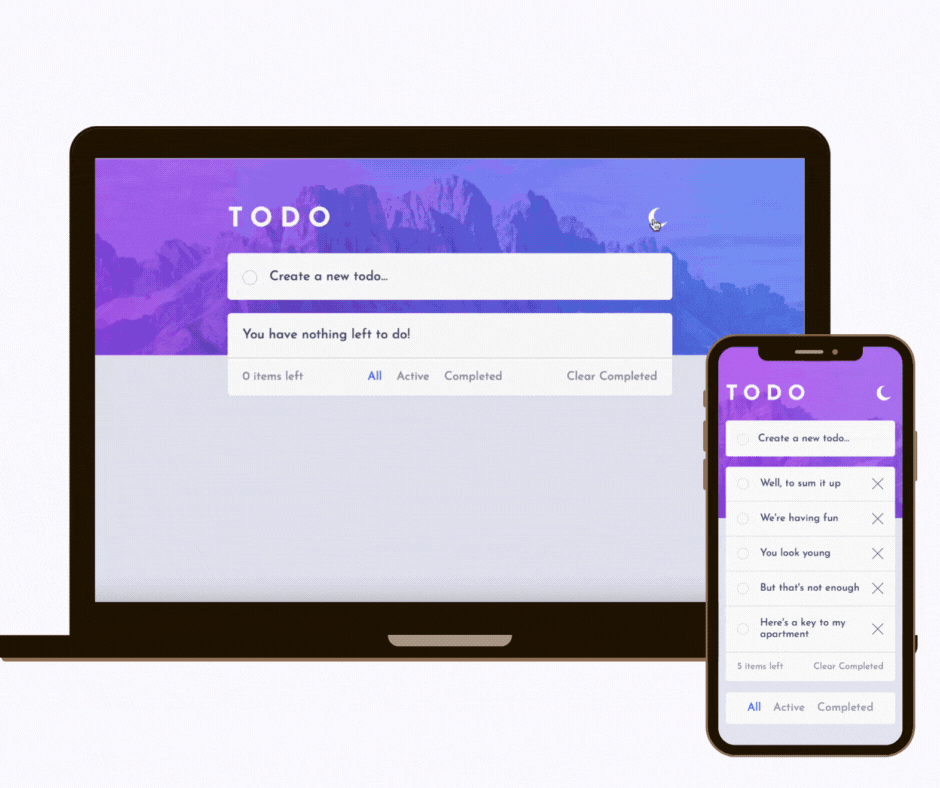 TODO
Create a new todo...
You have nothing left to do!
0 items left All Active Completed Clear Completed
TODO
Create a new todo...
Well, to sum it up
We're having fun
You look young
But that's not enough
Here's a key to my
apartment
5 items left Clear Completed
All Active Completed